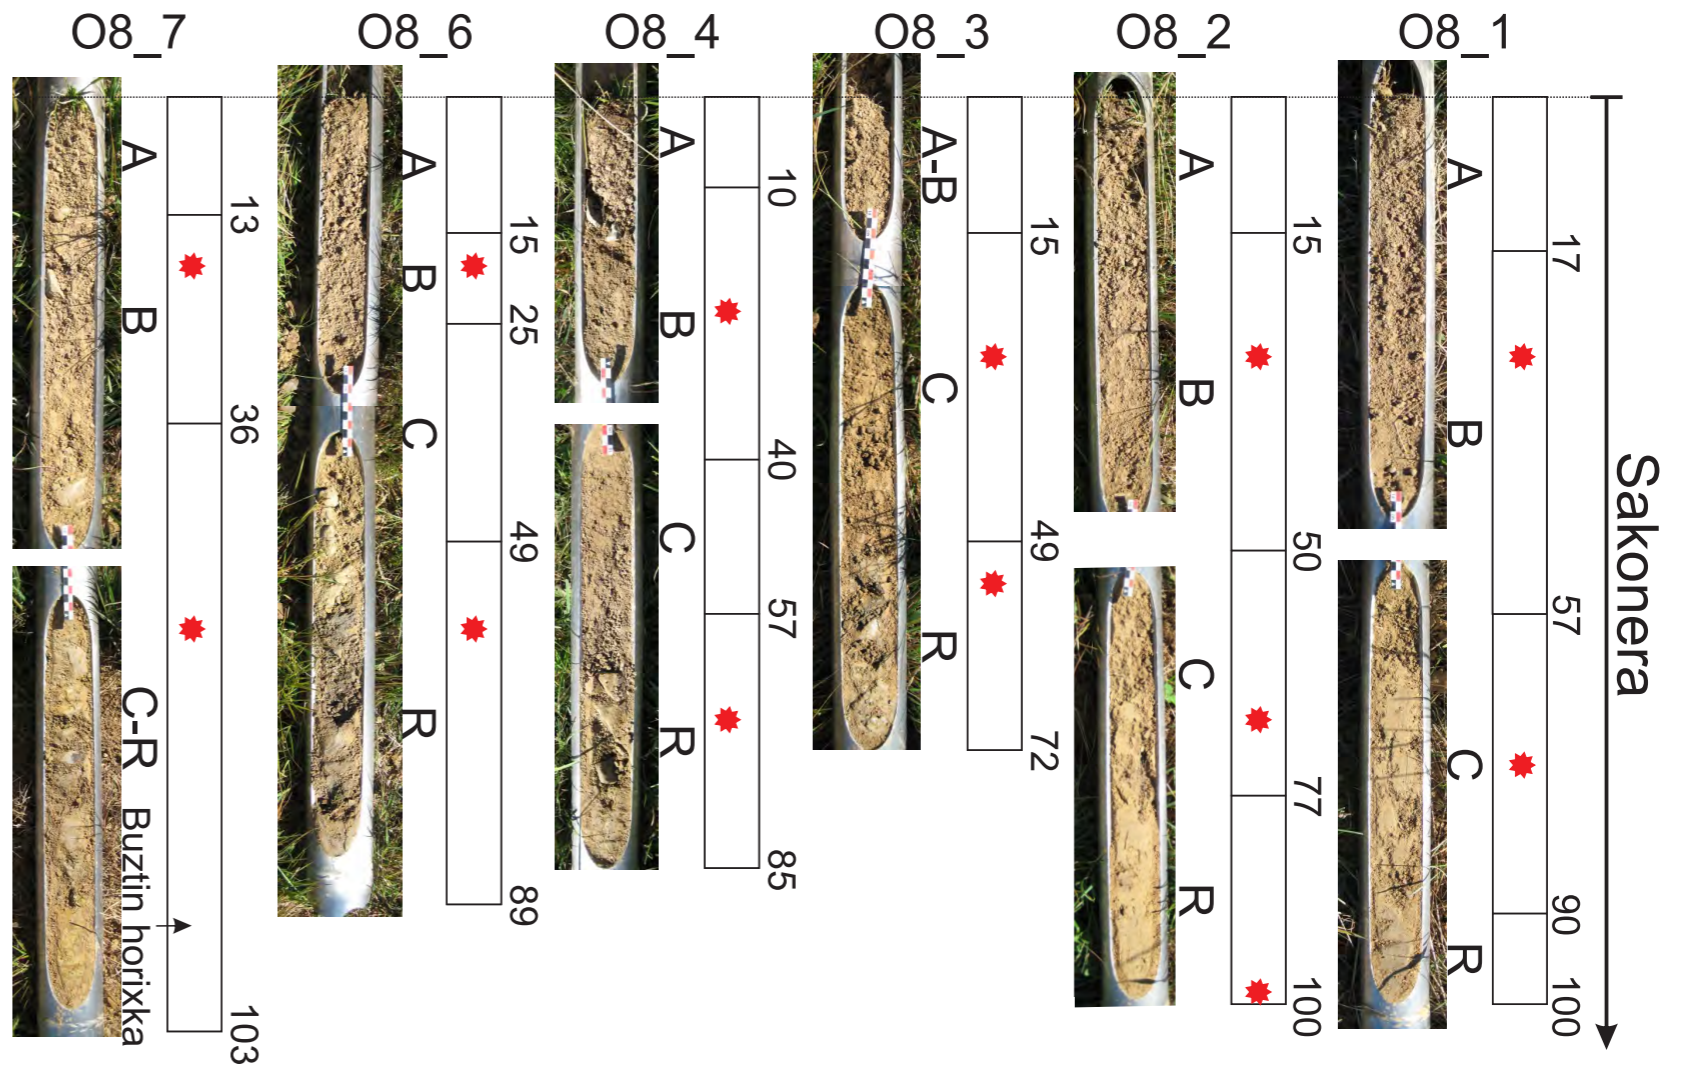 O8_7
A
13
B
36
C-R
Buztin horixka
103
O8_6
A
15
B
25
C
49
R
89
O8_4
A
10
B
40
C
57
R
85
O8_3
A-B
15
C
49
R
72
O8_2
A
15
B
50
C
77
R
100
O8_1
A
17
B
57
C
90
R
100
Sakonera